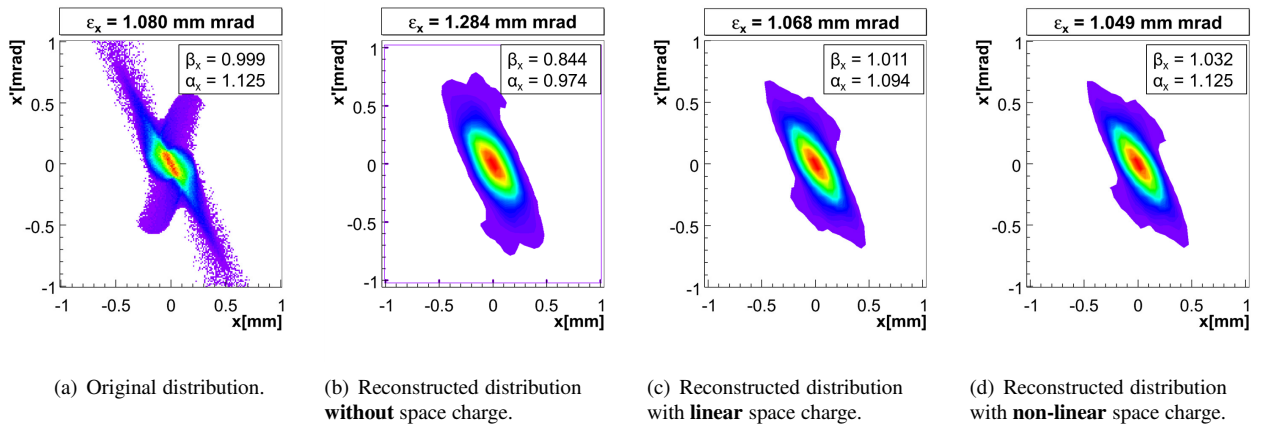 εx = 1.080 mm mrad
βx = 0.999
αx = 1.125
x'[mrad]
1
0.5
0
-0.5
-1
-1 -0.5 0 0.5 1
x[mm]
(a) Original distribution.
εx = 1.284 mm mrad
βx = 0.844
αx = 0.974
x'[mrad]
1
0.5
0
-0.5
-1
-1 -0.5 0 0.5 1
x[mm]
(b) Reconstructed distribution
without space charge.
εx = 1.068 mm mrad
βx = 1.011
αx = 1.094
x'[mrad]
1
0.5
0
-0.5
-1
-1 -0.5 0 0.5 1
x[mm]
(c) Reconstructed distribution
with linear space charge.
εx = 1.049 mm mrad
βx = 1.032
αx = 1.125
x'[mrad]
1
0.5
0
-0.5
-1
-1 -0.5 0 0.5 1
x[mm]
(d) Reconstructed distribution
with non-linear space charge.